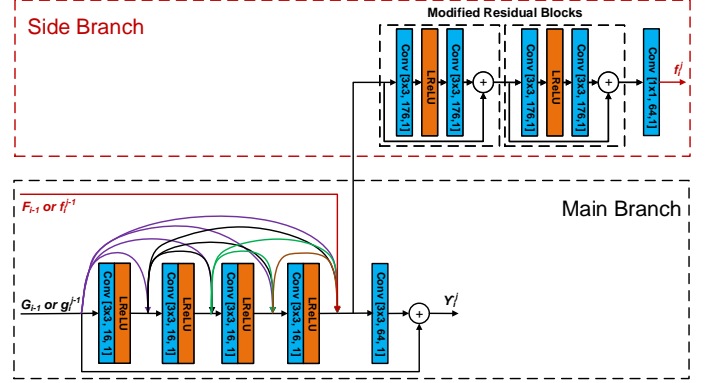 Modified Residual Blocks
Side Branch
Conv [3x3, 176,1]
LReLU
Conv [3x3, 176,1]
+
Conv [3x3, 176,1]
LReLU
Conv [3x3, 176,1]
+
Conv [1x1, 64,1]
f_i^j
Main Branch
F_{i-1} or f_i^{j-1}
G_{i-1} or g_i^{j-1}
Conv [3x3, 16, 1]
LReLU
Conv [3x3, 16, 1]
LReLU
Conv [3x3, 16, 1]
LReLU
Conv [3x3, 16, 1]
LReLU
Conv [3x3, 64, 1]
+
Y_i^j